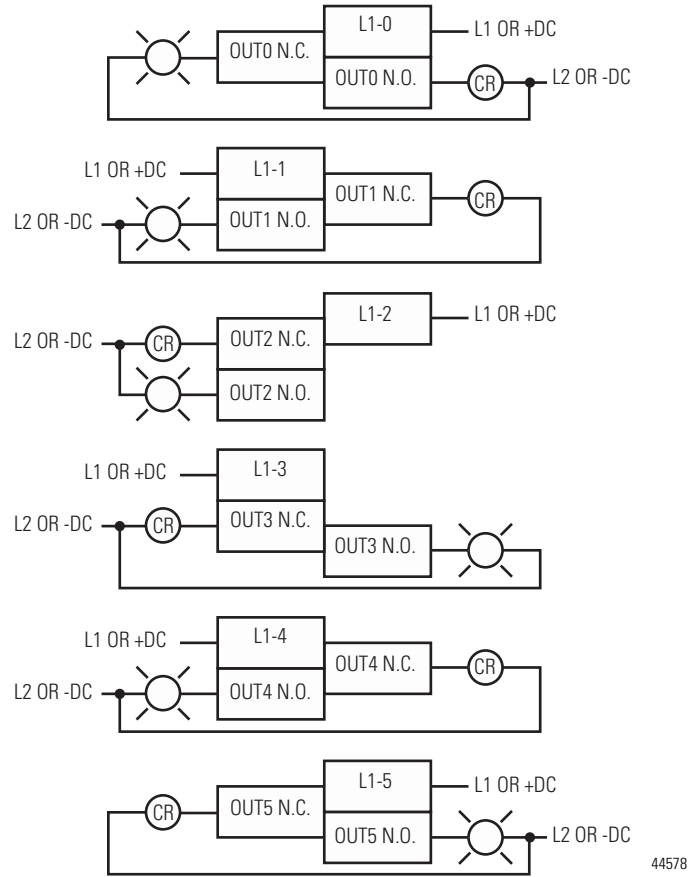 L1-0 L1 OR +DC
OUT0 N.C.
OUT0 N.O. CR L2 OR -DC
L1 OR +DC L1-1
OUT1 N.C. CR
L2 OR -DC OUT1 N.O.
L1-2 L1 OR +DC
L2 OR -DC CR OUT2 N.C.
OUT2 N.O.
L1 OR +DC L1-3
L2 OR -DC CR OUT3 N.C.
OUT3 N.O.
L1 OR +DC L1-4
OUT4 N.C. CR
L2 OR -DC OUT4 N.O.
L1-5 L1 OR +DC
CR OUT5 N.C.
OUT5 N.O. L2 OR -DC
44578